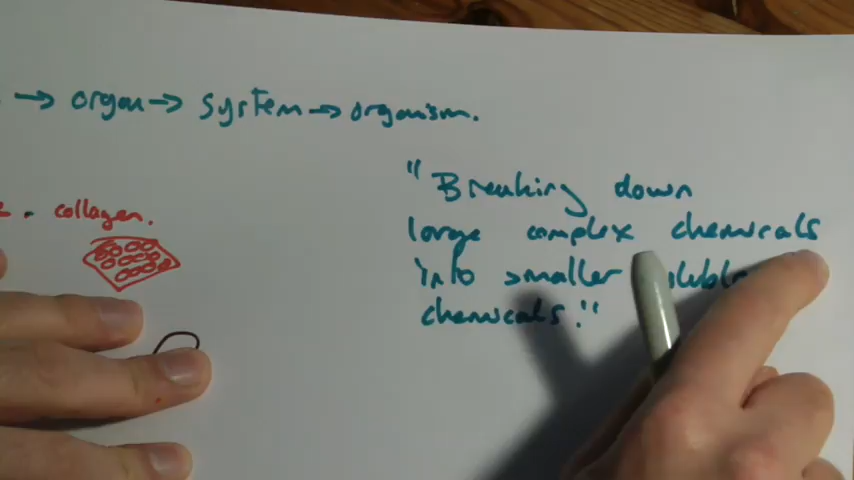 → organ → system → organism.
. collagen.
"Breaking down
large complex chemicals
into smaller
chemicals."